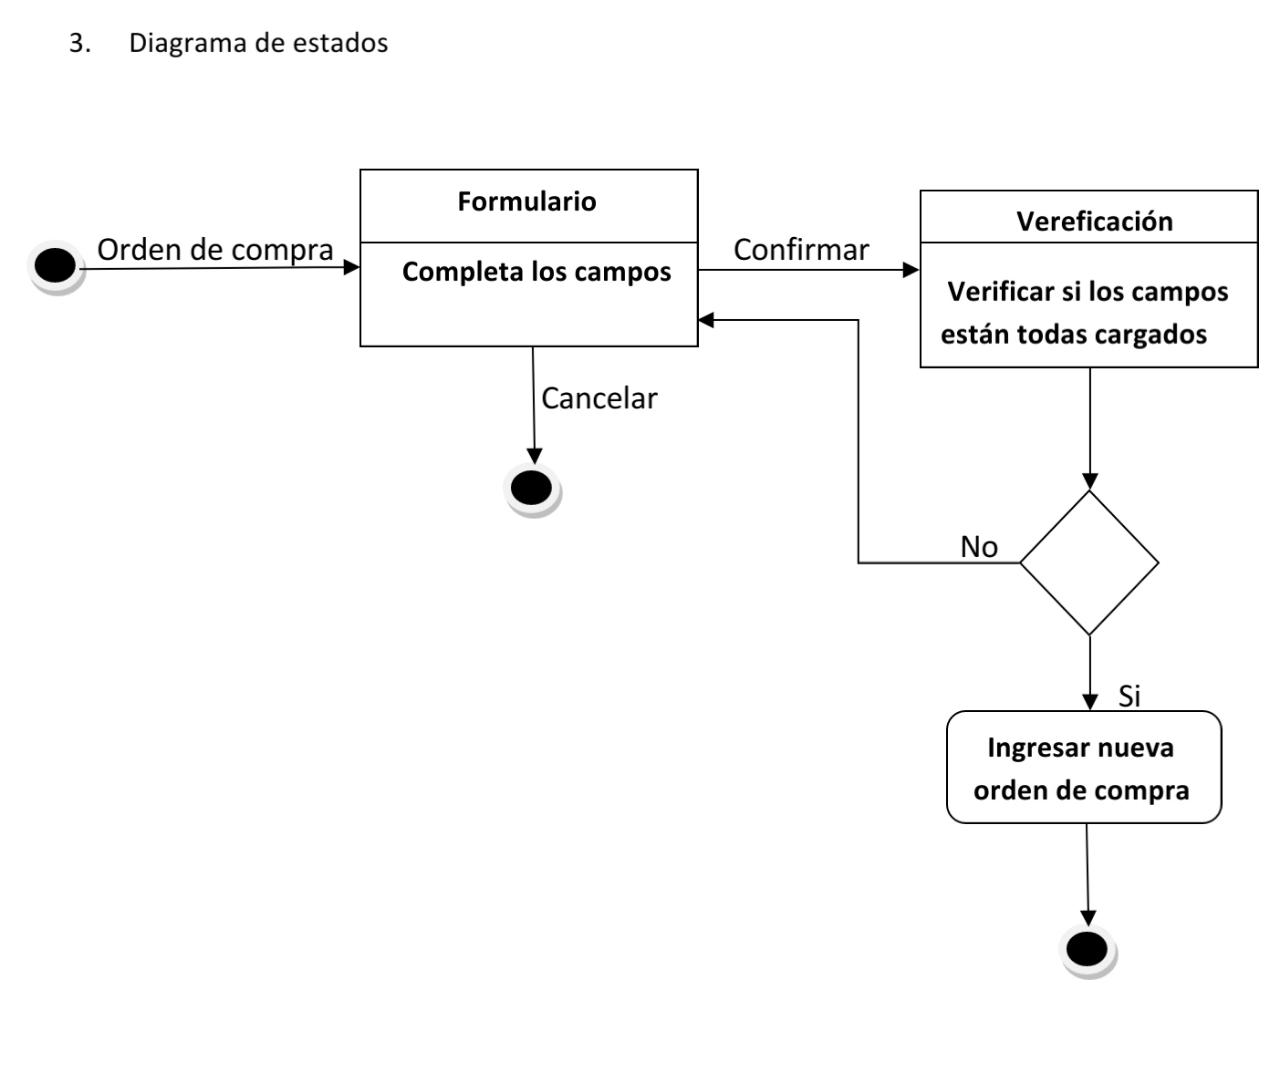 3. Diagrama de estados
Formulario
Orden de compra
Completa los campos
Confirmar
Vereficación
Verificar si los campos
están todas cargados
Cancelar
No
Si
Ingresar nueva
orden de compra